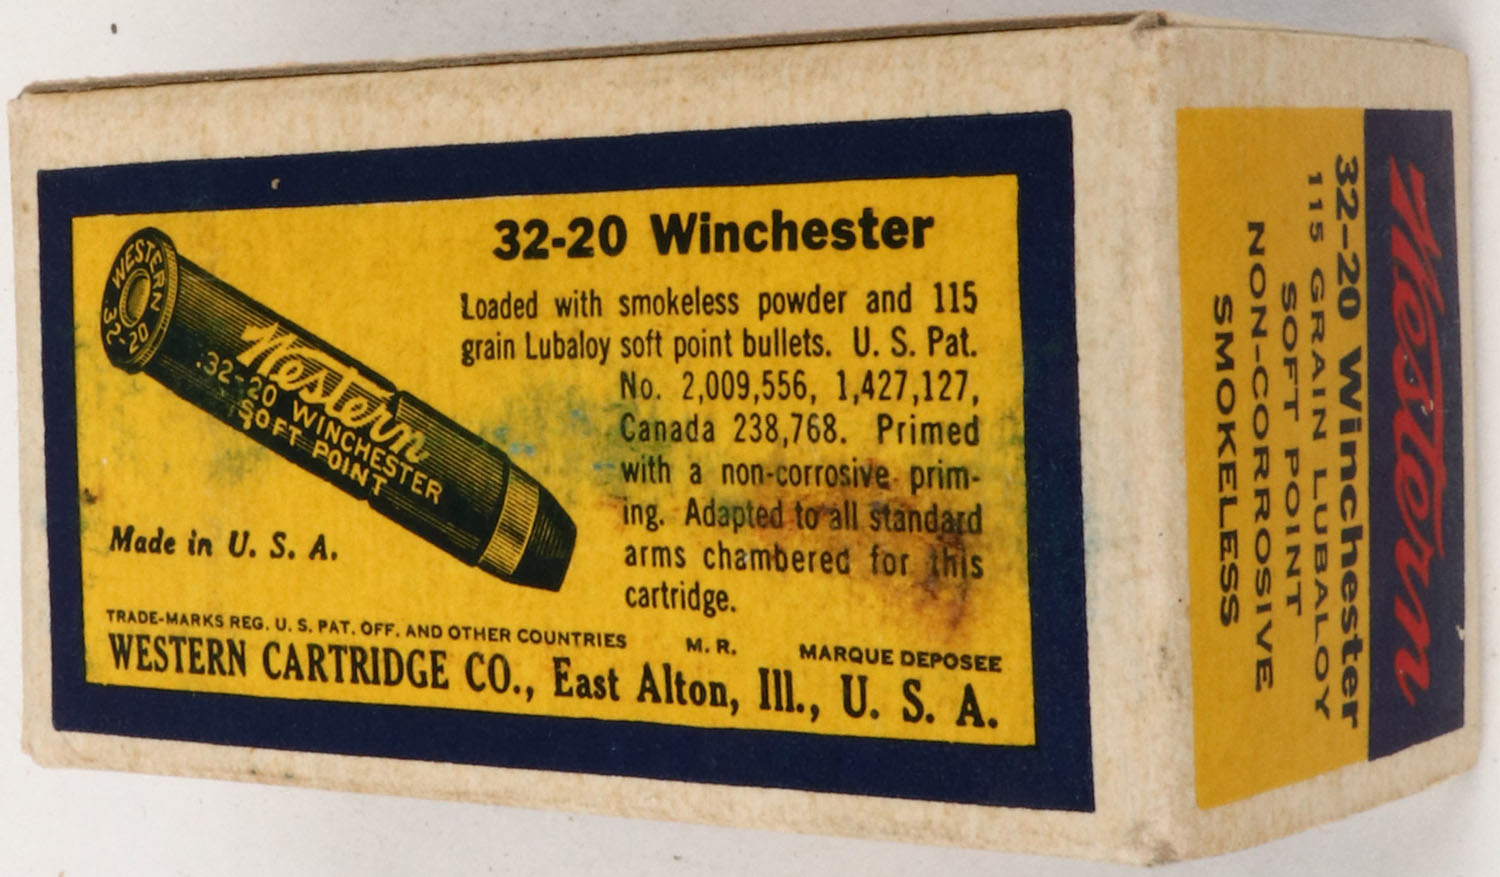 32-20 Winchester
Loaded with smokeless powder and 115
grain Lubaloy soft point bullets. U. S. Pat.
No. 2,009,556, 1,427,127,
Canada 238,768. Primed
with a non-corrosive prim-
ing. Adapted to all standard
arms chambered for this
cartridge.
WESTERN
32-20
Western
.32-20 WINCHESTER
SOFT POINT
Made in U. S. A.
TRADE-MARKS REG. U. S. PAT. OFF. AND OTHER COUNTRIES M. R. MARQUE DEPOSEE
WESTERN CARTRIDGE CO., East Alton, Ill., U. S. A.
Western
32-20 Winchester
115 GRAIN LUBALOY
SOFT POINT
NON-CORROSIVE
SMOKELESS